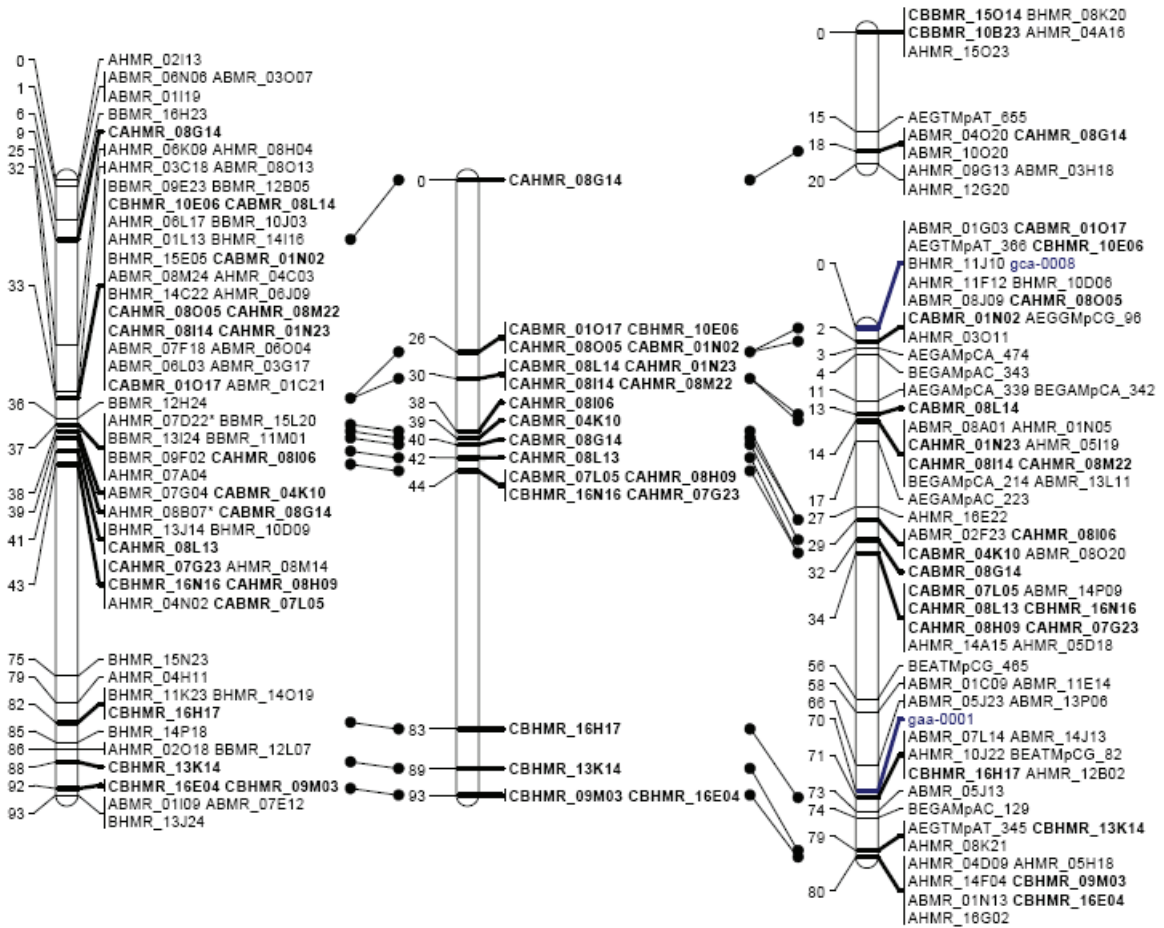 0 AHMR_02I13
1 ABMR_06N06 ABMR_03O07
ABMR_01I19
6 BBMR_16H23
9 CAHMR_08G14
25 AHMR_06K09 AHMR_08H04
32 AHMR_03C18 ABMR_08O13
BBMR_09E23 BBMR_12B05
CBHMR_10E06 CABMR_08L14
AHMR_06L17 BBMR_10J03
AHMR_01L13 BHMR_14I16
BHMR_15E05 CABMR_01N02
33 ABMR_08M24 AHMR_04C03
BHMR_14C22 AHMR_06J09
CAHMR_08O05 CAHMR_08M22
CAHMR_08I14 CAHMR_01N23
ABMR_07F18 ABMR_06O04
ABMR_06L03 ABMR_03G17
CABMR_01O17 ABMR_01C21
36 BBMR_12H24
AHMR_07D22* BBMR_15L20
37 BBMR_13I24 BBMR_11M01
BBMR_09F02 CAHMR_08I06
AHMR_07A04
38 ABMR_07G04 CABMR_04K10
39 AHMR_08B07* CABMR_08G14
41 BHMR_13J14 BHMR_10D09
CAHMR_08L13
CAHMR_07G23 AHMR_08M14
43 CBHMR_16N16 CAHMR_08H09
AHMR_04N02 CABMR_07L05
75 BHMR_15N23
79 AHMR_04H11
82 BHMR_11K23 BHMR_14O19
CBHMR_16H17
85 BHMR_14P18
86 AHMR_02O18 BBMR_12L07
88 CBHMR_13K14
92 CBHMR_16E04 CBHMR_09M03
93 ABMR_01I09 ABMR_07E12
BHMR_13J24
0 CAHMR_08G14
26 CABMR_01O17 CBHMR_10E06
CAHMR_08O05 CABMR_01N02
30 CABMR_08L14 CAHMR_01N23
CAHMR_08I14 CAHMR_08M22
38 CAHMR_08I06
39 CABMR_04K10
40 CABMR_08G14
42 CAHMR_08L13
44 CABMR_07L05 CAHMR_08H09
CBHMR_16N16 CAHMR_07G23
83 CBHMR_16H17
89 CBHMR_13K14
93 CBHMR_09M03 CBHMR_16E04
CBBMR_15O14 BHMR_08K20
0 CBBMR_10B23 AHMR_04A16
AHMR_15O23
15 AEGTMpAT_655
18 ABMR_04O20 CAHMR_08G14
ABMR_10O20
20 AHMR_09G13 ABMR_03H18
AHMR_12G20
ABMR_01G03 CABMR_01O17
AEGTMpAT_366 CBHMR_10E06
0 BHMR_11J10 gca-0008
AHMR_11F12 BHMR_10D06
ABMR_08J09 CAHMR_08O05
2 CABMR_01N02 AEGGMpCG_96
AHMR_03O11
3 AEGAMpCA_474
4 BEGAMpAC_343
11 AEGAMpCA_339 BEGAMpCA_342
13 CABMR_08L14
ABMR_08A01 AHMR_01N05
14 CAHMR_01N23 AHMR_05I19
CAHMR_08I14 CAHMR_08M22
BEGAMpCA_214 ABMR_13L11
17 AEGAMpAC_223
27 AHMR_16E22
29 ABMR_02F23 CAHMR_08I06
CABMR_04K10 ABMR_08O20
32 CABMR_08G14
CABMR_07L05 ABMR_14P09
34 CAHMR_08L13 CBHMR_16N16
CAHMR_08H09 CAHMR_07G23
AHMR_14A15 AHMR_05D18
56 BEATMpCG_465
58 ABMR_01C09 ABMR_11E14
66 ABMR_05J23 ABMR_13P06
70 gaa-0001
ABMR_07L14 ABMR_14J13
71 AHMR_10J22 BEATMpCG_82
CBHMR_16H17 AHMR_12B02
73 ABMR_05J13
74 BEGAMpAC_129
79 AEGTMpAT_345 CBHMR_13K14
AHMR_08K21
AHMR_04D09 AHMR_05H18
80 AHMR_14F04 CBHMR_09M03
ABMR_01N13 CBHMR_16E04
AHMR_16G02